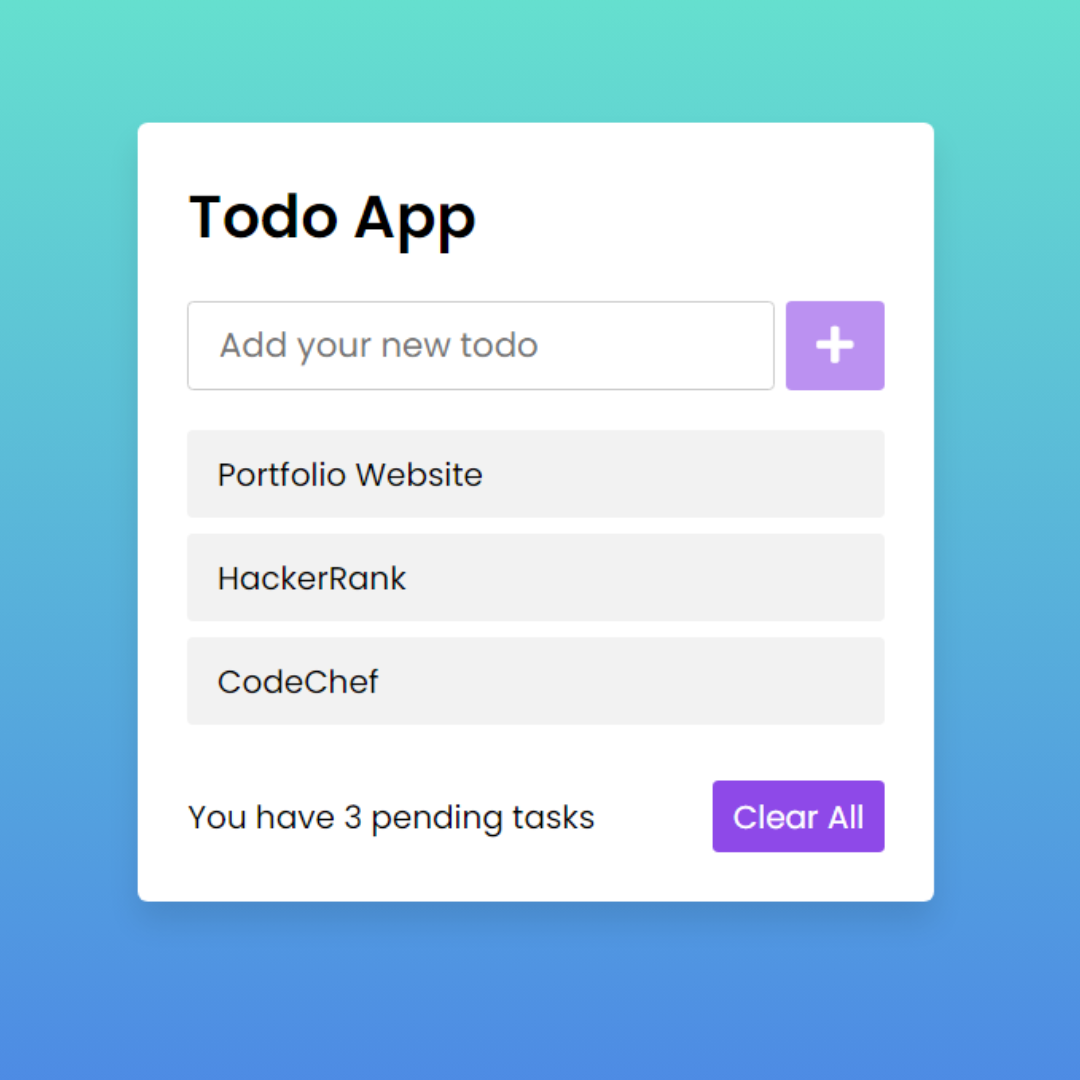 Todo App
Add your new todo
Portfolio Website
HackerRank
CodeChef
You have 3 pending tasks
Clear All